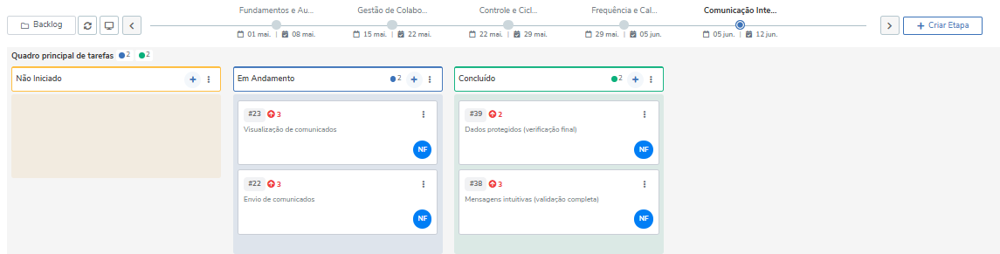 Fundamentos e Au... Gestão de Colabo... Controle e Cicl... Frequência e Cal... Comunicação Inte...
Backlog Criar Etapa
01 mai. | 08 mai. 15 mai. | 22 mai. 22 mai. | 29 mai. 29 mai. | 05 jun. 05 jun. | 12 jun.
Quadro principal de tarefas 2 2
Não Iniciado Em Andamento 2 Concluído 2
#23 3
Visualização de comunicados
NF
#22 3
Envio de comunicados
NF
#39 2
Dados protegidos (verificação final)
NF
#38 3
Mensagens intuitivas (validação completa)
NF